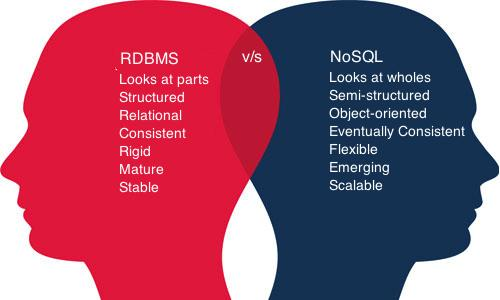 RDBMS
Looks at parts
Structured
Relational
Consistent
Rigid
Mature
Stable
v/s
NoSQL
Looks at wholes
Semi-structured
Object-oriented
Eventually Consistent
Flexible
Emerging
Scalable